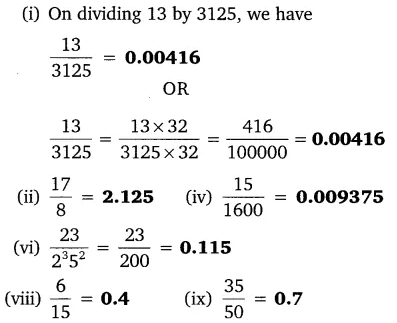 (i) On dividing 13 by 3125, we have
13/3125 = 0.00416
OR
13/3125 = 13×32/3125×32 = 416/100000 = 0.00416
(ii) 17/8 = 2.125 (iv) 15/1600 = 0.009375
(vi) 23/2³5² = 23/200 = 0.115
(viii) 6/15 = 0.4 (ix) 35/50 = 0.7